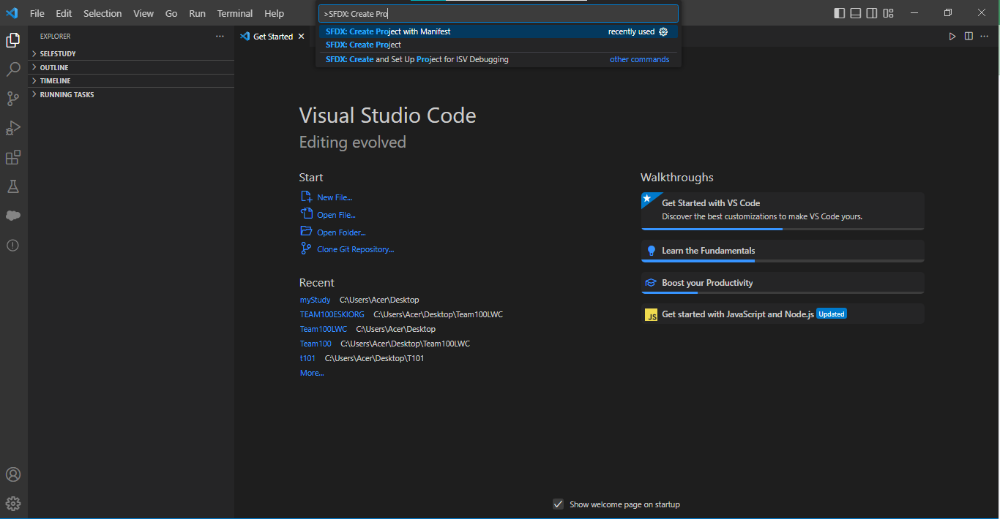 File Edit Selection View Go Run Terminal Help
>SFDX: Create Pro
SFDX: Create Project with Manifest recently used
SFDX: Create Project
SFDX: Create and Set Up Project for ISV Debugging other commands
EXPLORER
SELFSTUDY
OUTLINE
TIMELINE
RUNNING TASKS
Get Started
Visual Studio Code
Editing evolved
Start
New File...
Open File...
Open Folder...
Clone Git Repository...
Recent
myStudy C:\Users\Acer\Desktop
TEAM100ESKIORG C:\Users\Acer\Desktop\Team100LWC
Team100LWC C:\Users\Acer\Desktop
Team100 C:\Users\Acer\Desktop\Team100LWC
t101 C:\Users\Acer\Desktop\T101
More...
Walkthroughs
Get Started with VS Code
Discover the best customizations to make VS Code yours.
Learn the Fundamentals
Boost your Productivity
JS Get started with JavaScript and Node.js Updated
Show welcome page on startup